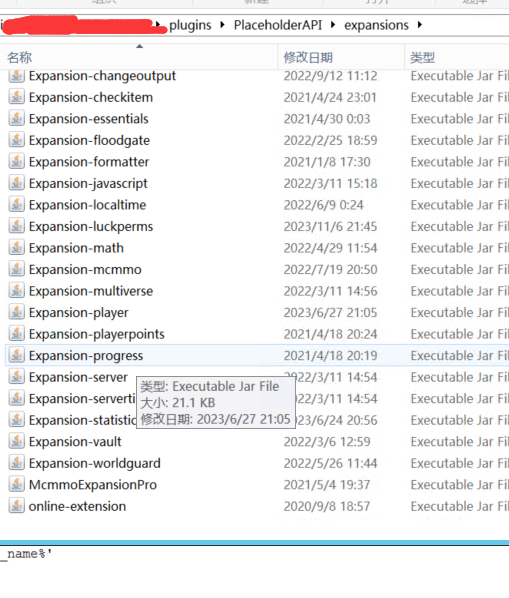 plugins PlaceholderAPI expansions
名称 修改日期 类型
Expansion-changeoutput 2022/9/12 11:12 Executable Jar Fil
Expansion-checkitem 2021/4/24 23:01 Executable Jar Fil
Expansion-essentials 2021/4/30 0:03 Executable Jar Fil
Expansion-floodgate 2022/2/25 18:59 Executable Jar Fil
Expansion-formatter 2021/1/8 17:30 Executable Jar Fil
Expansion-javascript 2022/3/11 15:18 Executable Jar Fil
Expansion-localtime 2022/6/9 0:24 Executable Jar Fil
Expansion-luckperms 2023/11/6 21:45 Executable Jar Fil
Expansion-math 2022/4/29 11:54 Executable Jar Fil
Expansion-mcmmo 2022/7/19 20:50 Executable Jar Fil
Expansion-multiverse 2022/3/11 14:56 Executable Jar Fil
Expansion-player 2023/6/27 21:05 Executable Jar Fil
Expansion-playerpoints 2021/4/18 20:24 Executable Jar Fil
Expansion-progress 2021/4/18 20:19 Executable Jar Fil
Expansion-server 2022/3/11 14:54 Executable Jar Fil
类型: Executable Jar File
Expansion-serverti 2022/3/11 14:54 Executable Jar Fil
大小: 21.1 KB
Expansion-statistic 2023/6/24 20:56 Executable Jar Fil
修改日期: 2023/6/27 21:05
Expansion-vault 2022/3/6 12:59 Executable Jar Fil
Expansion-worldguard 2022/5/26 11:44 Executable Jar Fil
McmmoExpansionPro 2021/5/4 19:37 Executable Jar Fil
online-extension 2020/9/8 18:57 Executable Jar Fil
_name%'